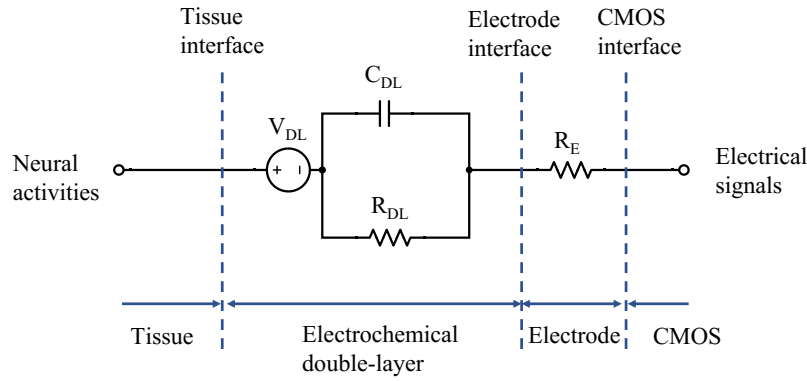 Tissue
interface
Electrode
interface
CMOS
interface
C_DL
V_DL
R_E
Neural
activities
+ -
Electrical
signals
R_DL
Tissue
Electrochemical
double-layer
Electrode
CMOS